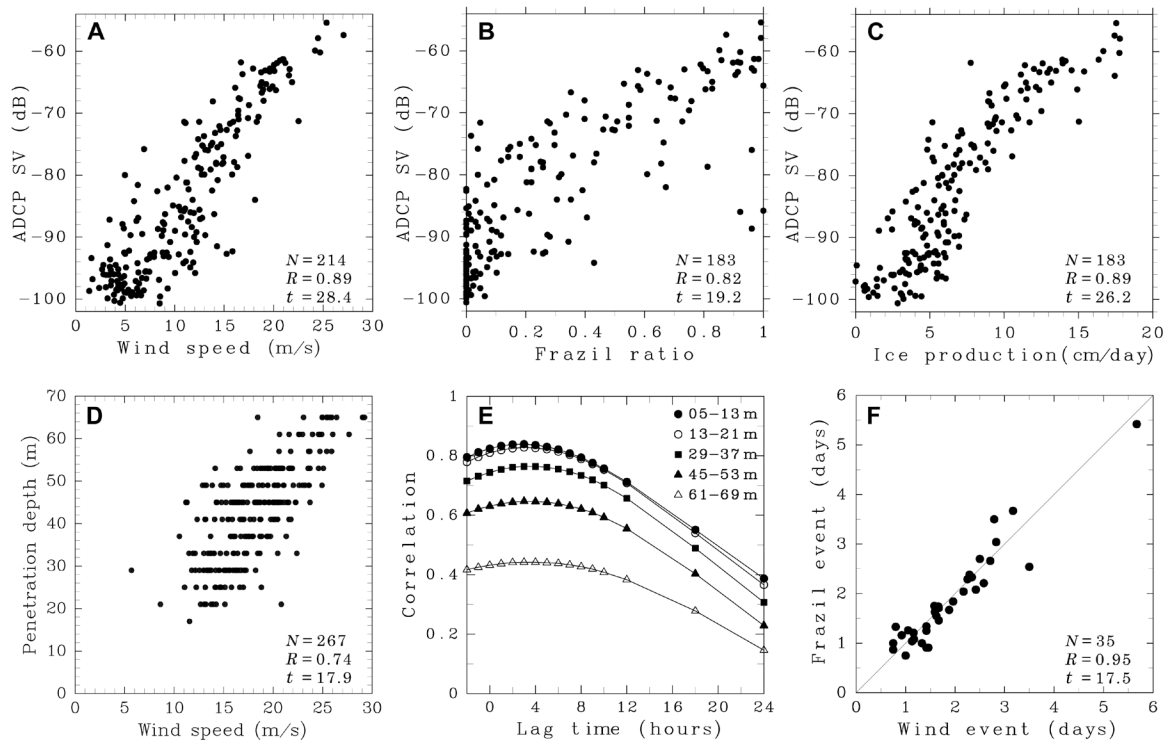 A
ADCP SV (dB)
−60
−70
−80
−90
−100
N=214
R=0.89
t=28.4
0 5 10 15 20 25 30
Wind speed (m/s)
B
ADCP SV (dB)
−60
−70
−80
−90
−100
N=183
R=0.82
t=19.2
0 0.2 0.4 0.6 0.8 1
Frazil ratio
C
ADCP SV (dB)
−60
−70
−80
−90
−100
N=183
R=0.89
t=26.2
0 5 10 15 20
Ice production(cm/day)
D
Penetration depth (m)
70
60
50
40
30
20
10
0
N=267
R=0.74
t=17.9
0 4 8 12 16 20 24 28
Wind speed (m/s)
E
Correlation
1
0.8
0.6
0.4
0.2
0
05−13 m
13−21 m
29−37 m
45−53 m
61−69 m
0 4 8 12 16 20 24
Lag time (hours)
F
Frazil event (days)
6
5
4
3
2
1
0
N=35
R=0.95
t=17.5
0 1 2 3 4 5 6
Wind event (days)